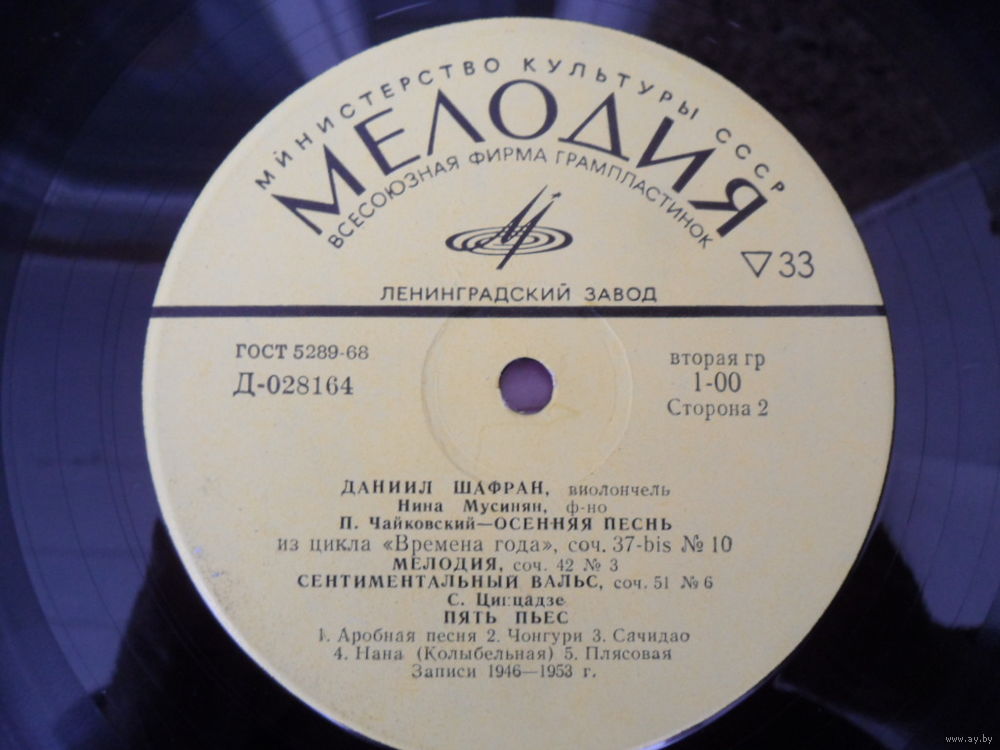 МИНИСТЕРСТВО КУЛЬТУРЫ СССР
МЕЛОДИЯ
ВСЕСОЮЗНАЯ ФИРМА ГРАМПЛАСТИНОК
▽33
ЛЕНИНГРАДСКИЙ ЗАВОД
ГОСТ 5289-68
Д-028164
вторая гр
1-00
Сторона 2
ДАНИИЛ ШАФРАН, виолончель
Нина Мусинян, ф-но
П. Чайковский—ОСЕННЯЯ ПЕСНЬ
из цикла «Времена года», соч. 37-bis № 10
МЕЛОДИЯ, соч. 42 № 3
СЕНТИМЕНТАЛЬНЫЙ ВАЛЬС, соч. 51 № 6
С. Цинцадзе
ПЯТЬ ПЬЕС
1. Аробная песня 2. Чонгури 3. Сачидао
4. Нана (Колыбельная) 5. Плясовая
Записи 1946—1953 г.
www.ay.by